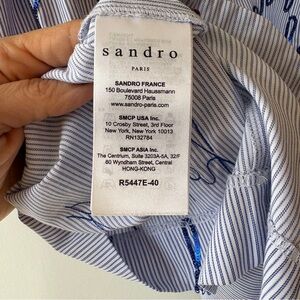 sandro
PARIS
SANDRO FRANCE
150 Boulevard Haussmann
75008 Paris
www.sandro-paris.com
SMCP USA Inc.
10 Crosby Street, 3rd Floor
New York, New York 10013
RN132784
SMCP ASIA Inc.
The Centrium, Suite 3203A-5A, 32/F
60 Wyndham Street, Central
HONG-KONG
R5447E-40